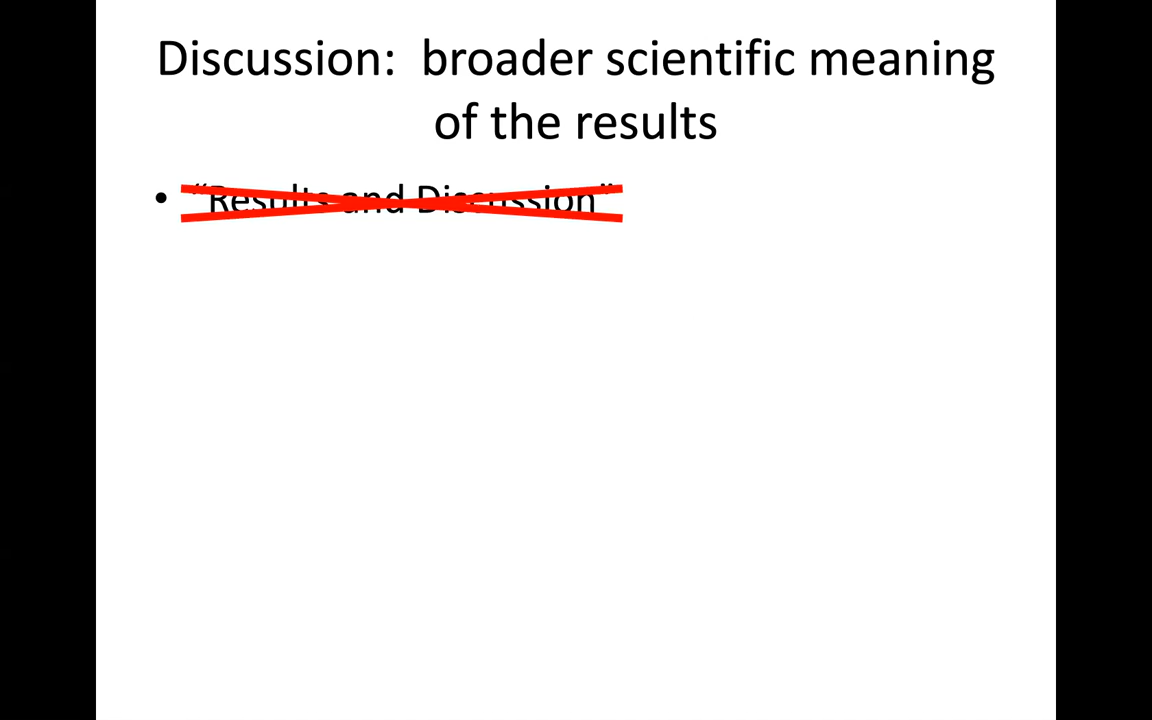 Discussion:  broader scientific meaning
of the results
• “Results and Discussion”